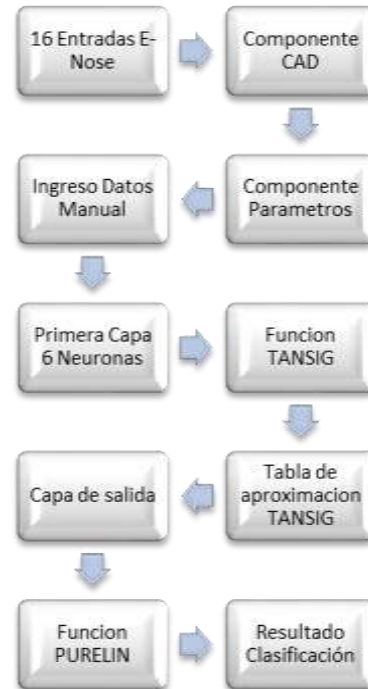 16 Entradas E-
Nose
Componente
CAD
Componente
Parametros
Ingreso Datos
Manual
Primera Capa
6 Neuronas
Funcion
TANSIG
Tabla de
aproximacion
TANSIG
Capa de salida
Funcion
PURELIN
Resultado
Clasificación